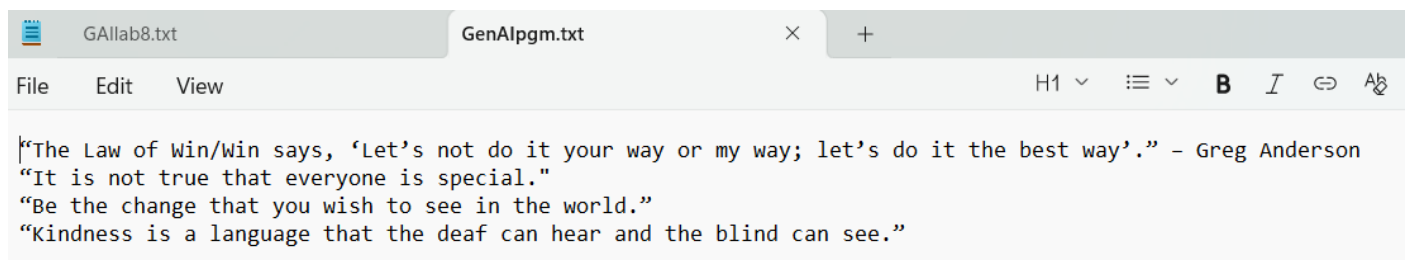 GAIlab8.txt
GenAIpgm.txt
File Edit View H1 B I
“The Law of Win/Win says, ‘Let’s not do it your way or my way; let’s do it the best way’.” – Greg Anderson
“It is not true that everyone is special."
“Be the change that you wish to see in the world.”
“Kindness is a language that the deaf can hear and the blind can see.”